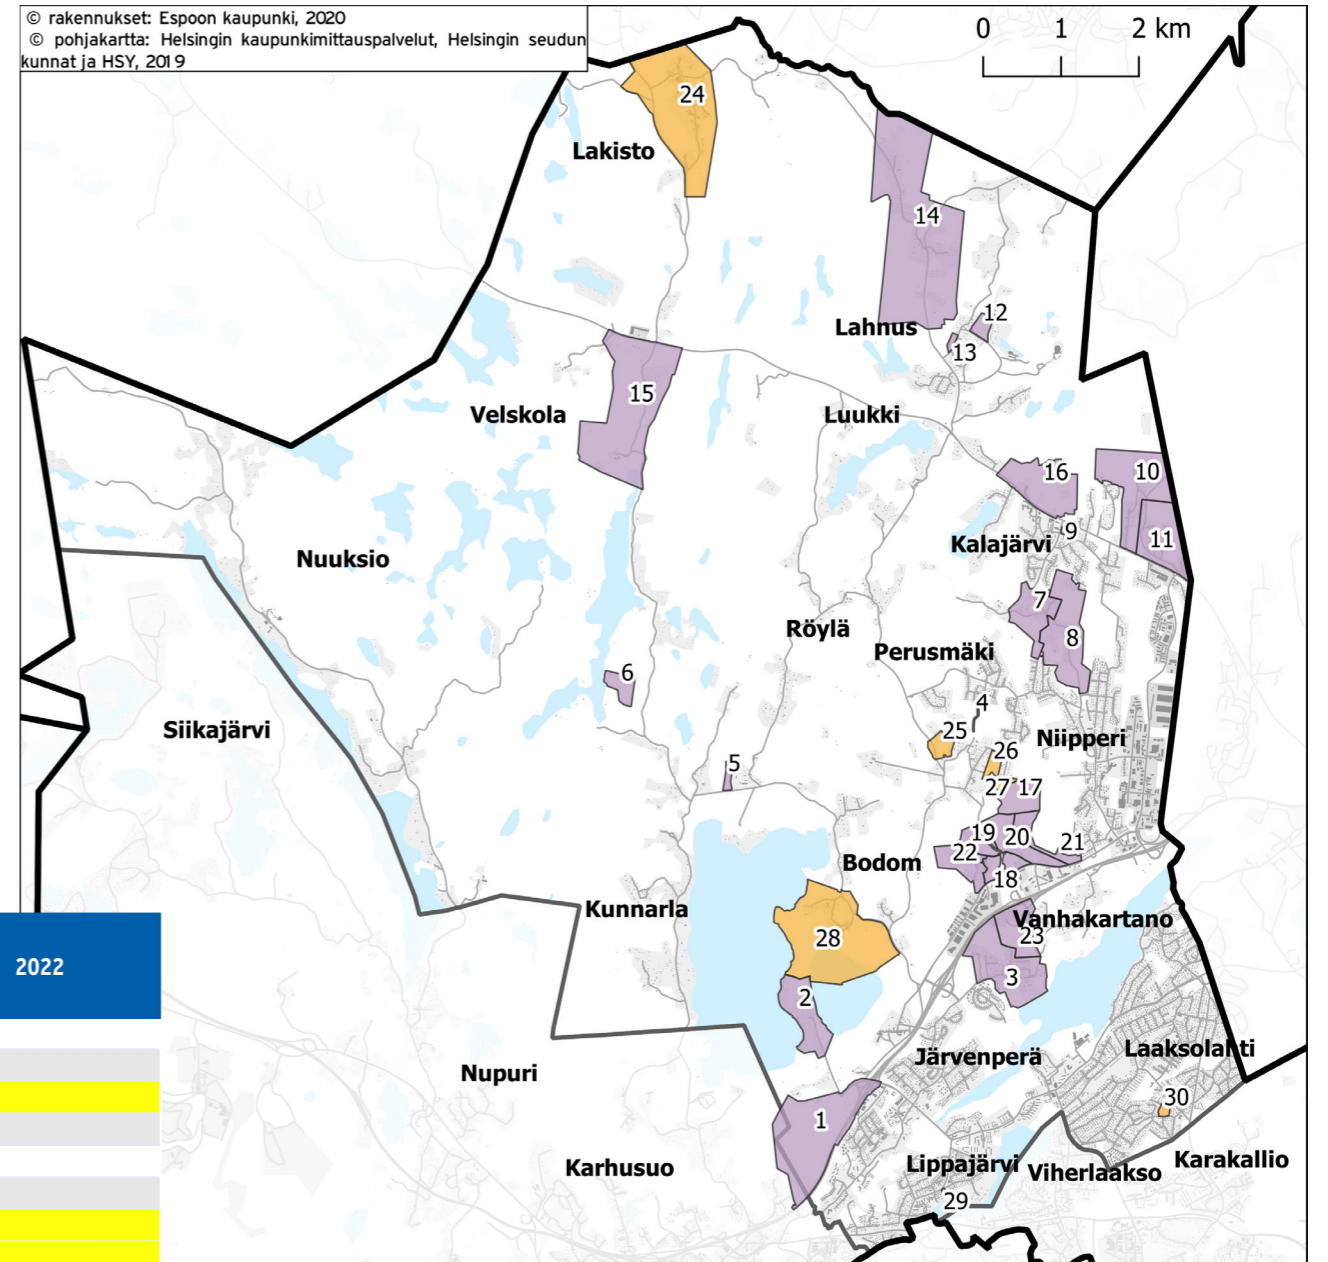 © rakennukset: Espoon kaupunki, 2020
© pohjakartta: Helsingin kaupunkimittauspalvelut, Helsingin seudun
kunnat ja HSY, 2019
0 1 2 km
24
Lakisto
14
12
Lahnus
13
15
Velskola
Luukki
16
10
9
11
Kalajärvi
Nuuksio
7
8
Röylä
Perusmäki
6
4
Siikajärvi
25
Niipperi
26
5
27
17
19
20
21
22
Bodom
18
Kunnarla
Vanhakartano
28
23
2022
3
2
Laaksolahti
Järvenperä
Nupuri
30
1
Karhusuo
Lippajärvi
Viherlaakso
Karakallio
29